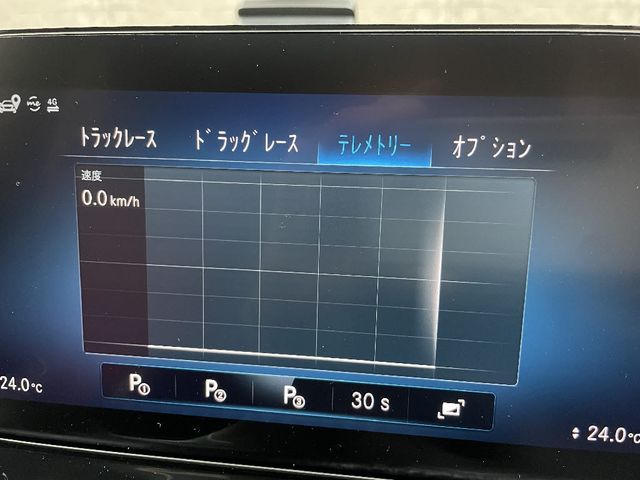 me 4G
トラックレース ドラッグレース テレメトリー オプション
速度
0.0 km/h
P① P② P③ 30 s
24.0°C 24.0°C